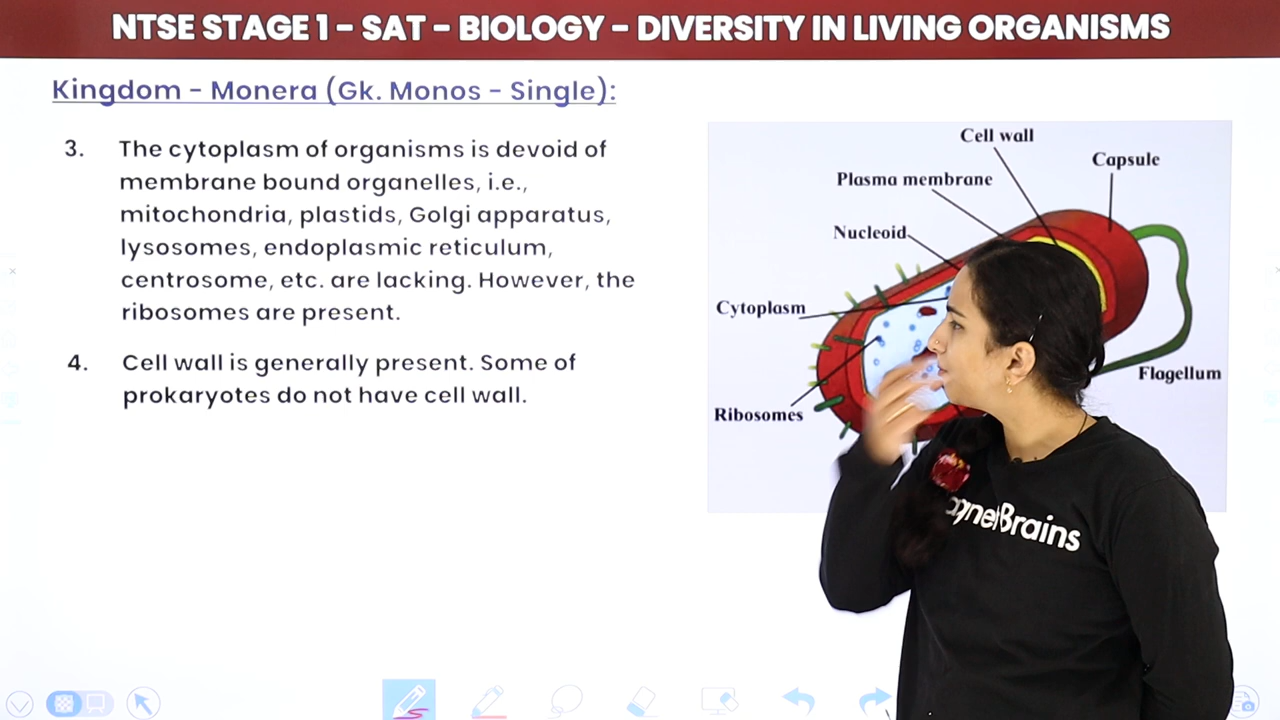 NTSE STAGE 1 – SAT – BIOLOGY – DIVERSITY IN LIVING ORGANISMS
Kingdom – Monera (Gk. Monos – Single):
3. The cytoplasm of organisms is devoid of
membrane bound organelles, i.e.,
mitochondria, plastids, Golgi apparatus,
lysosomes, endoplasmic reticulum,
centrosome, etc. are lacking. However, the
ribosomes are present.
4. Cell wall is generally present. Some of
prokaryotes do not have cell wall.
Cell wall
Capsule
Plasma membrane
Nucleoid
Cytoplasm
Flagellum
Ribosomes